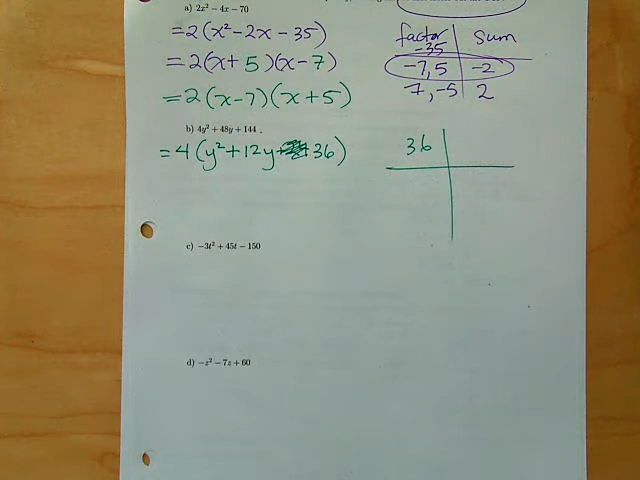 a) 2x² − 4x − 70
= 2(x² − 2x − 35)
= 2(x + 5)(x − 7)
= 2(x − 7)(x + 5)
factor −35 | Sum
−7, 5 | −2
7, −5 | 2
b) 4y² + 48y + 144 .
= 4(y² + 12y + 36)
36
c) −3t² + 45t − 150
d) −z² − 7z + 60